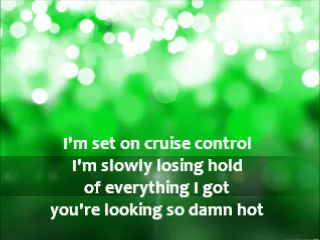 I'm set on cruise control
I'm slowly losing hold
of everything I got
you're looking so damn hot